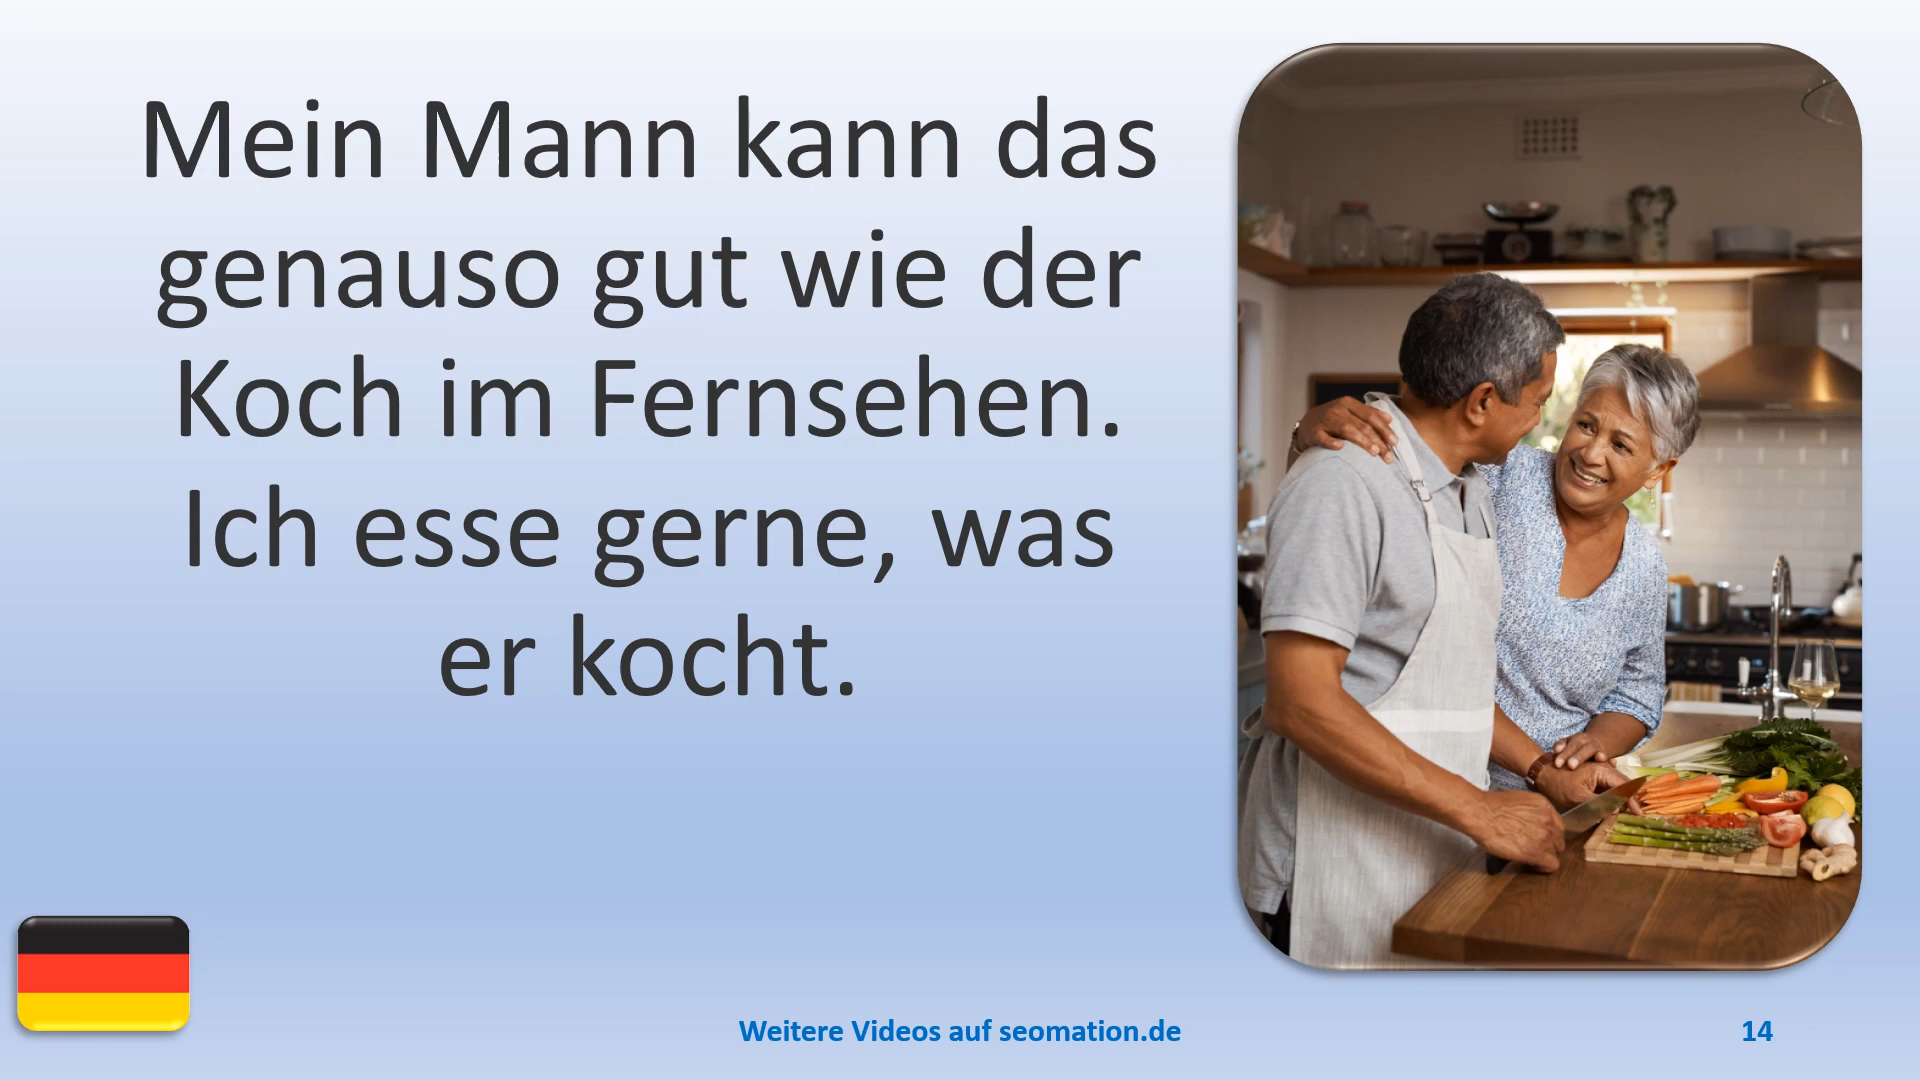 Mein Mann kann das
genauso gut wie der
Koch im Fernsehen.
Ich esse gerne, was
er kocht.
Weitere Videos auf seomation.de
14